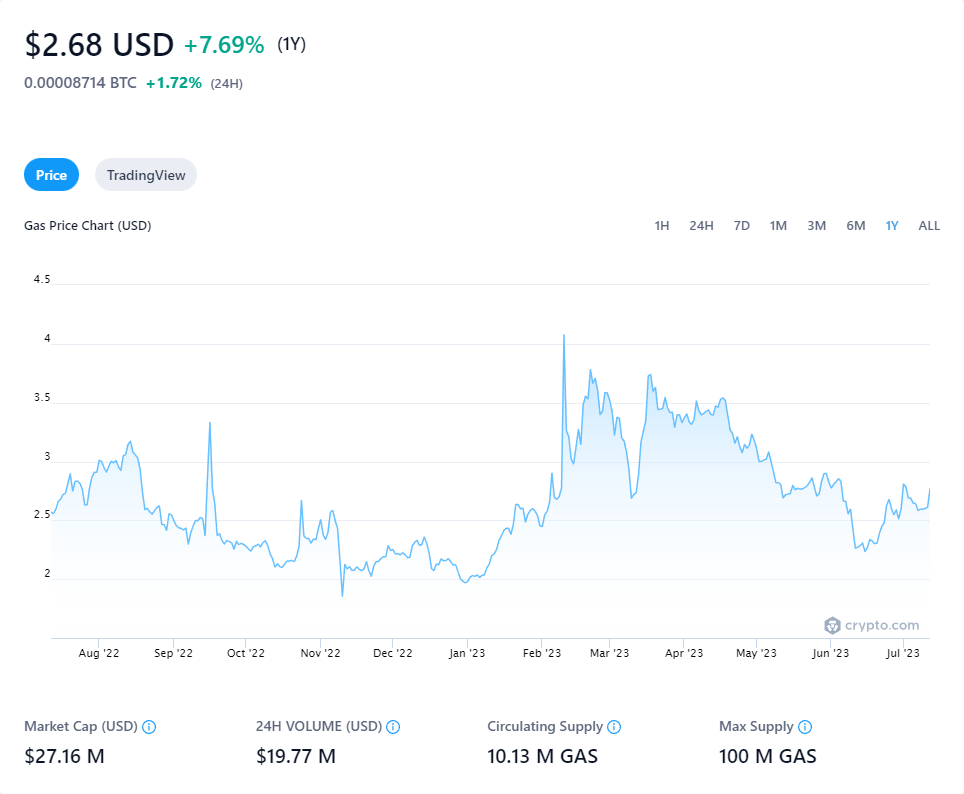 $2.68 USD +7.69% (1Y)
0.00008714 BTC +1.72% (24H)
Price TradingView
Gas Price Chart (USD)
1H 24H 7D 1M 3M 6M 1Y ALL
4.5
4
3.5
3
2.5
2
crypto.com
Aug '22 Sep '22 Oct '22 Nov '22 Dec '22 Jan '23 Feb '23 Mar '23 Apr '23 May '23 Jun '23 Jul '23
Market Cap (USD) 24H VOLUME (USD) Circulating Supply Max Supply
$27.16 M $19.77 M 10.13 M GAS 100 M GAS